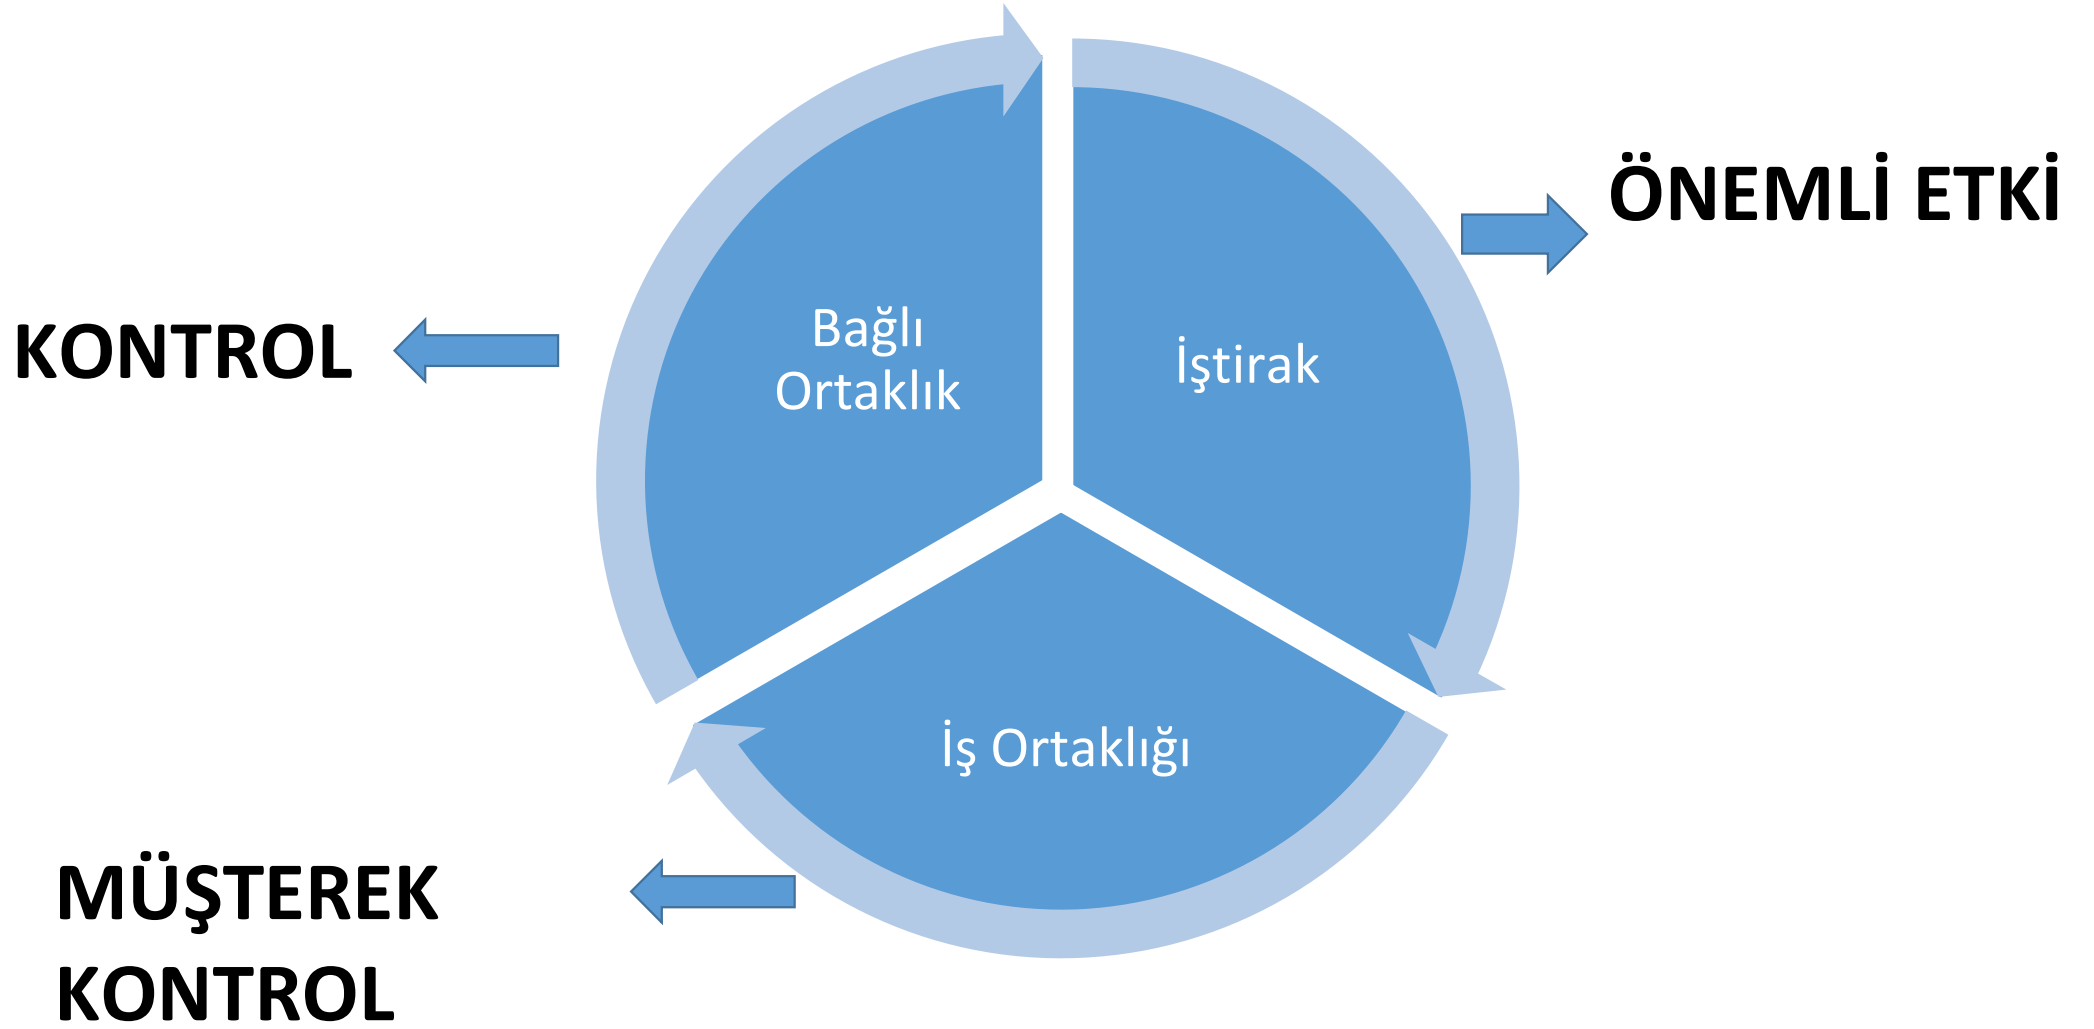 ÖNEMLİ ETKİ
KONTROL
Bağlı
Ortaklık
İştirak
İş Ortaklığı
MÜŞTEREK
KONTROL